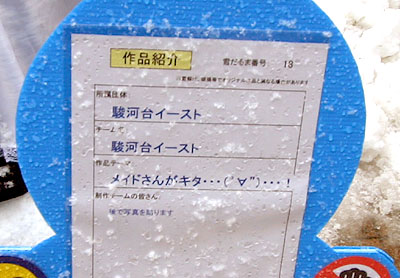 作品紹介 雪だるま番号 13
所属団体
駿河台イースト
チーム名
駿河台イースト
作品テーマ
メイドさんがキタ・・・(ﾟ∀ﾟ)・・・！
制作チームの皆さん
後で写真を貼ります